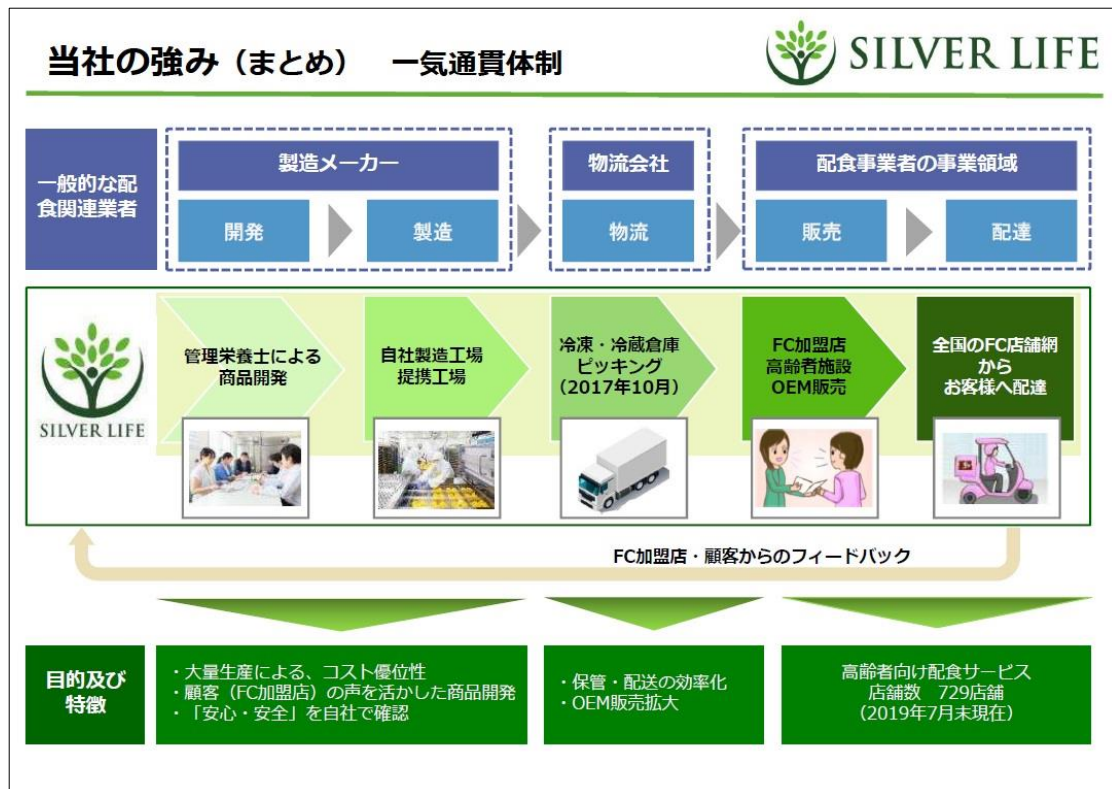 当社の強み（まとめ）　一気通貫体制
SILVER LIFE
一般的な配
食関連業者
製造メーカー
物流会社
配食事業者の事業領域
開発
製造
物流
販売
配達
SILVER LIFE
管理栄養士による
商品開発
自社製造工場
提携工場
冷凍・冷蔵倉庫
ピッキング
（2017年10月）
FC加盟店
高齢者施設
OEM販売
全国のFC店舗網
から
お客様へ配達
FC加盟店・顧客からのフィードバック
目的及び
特徴
・大量生産による、コスト優位性
・顧客（FC加盟店）の声を活かした商品開発
・「安心・安全」を自社で確認
・保管・配送の効率化
・OEM販売拡大
高齢者向け配食サービス
店舗数　729店舗
（2019年7月末現在）